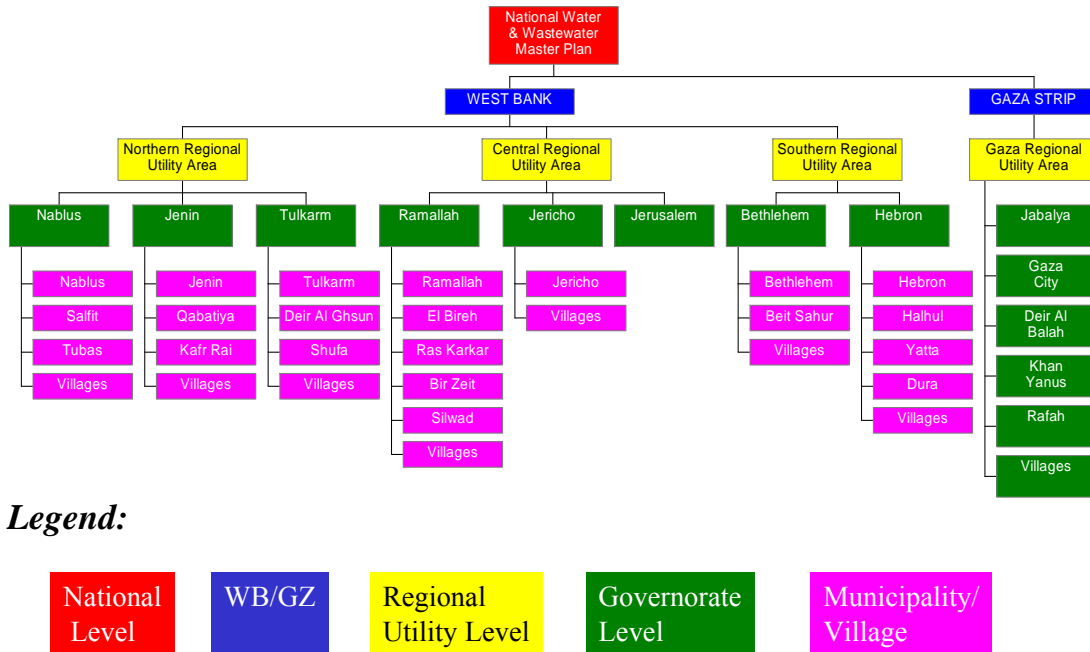 National Water
& Wastewater
Master Plan
WEST BANK
GAZA STRIP
Northern Regional
Utility Area
Central Regional
Utility Area
Southern Regional
Utility Area
Gaza Regional
Utility Area
Nablus
Jenin
Tulkarm
Ramallah
Jericho
Jerusalem
Bethlehem
Hebron
Nablus
Salfit
Tubas
Villages
Jenin
Qabatiya
Kafr Rai
Villages
Tulkarm
Deir Al Ghsun
Shufa
Villages
Ramallah
El Bireh
Ras Karkar
Bir Zeit
Silwad
Villages
Jericho
Villages
Bethlehem
Beit Sahur
Villages
Hebron
Halhul
Yatta
Dura
Villages
Jabalya
Gaza
City
Deir Al
Balah
Khan
Yanus
Rafah
Villages
Legend:
National
Level
WB/GZ
Regional
Utility Level
Governorate
Level
Municipality/
Village